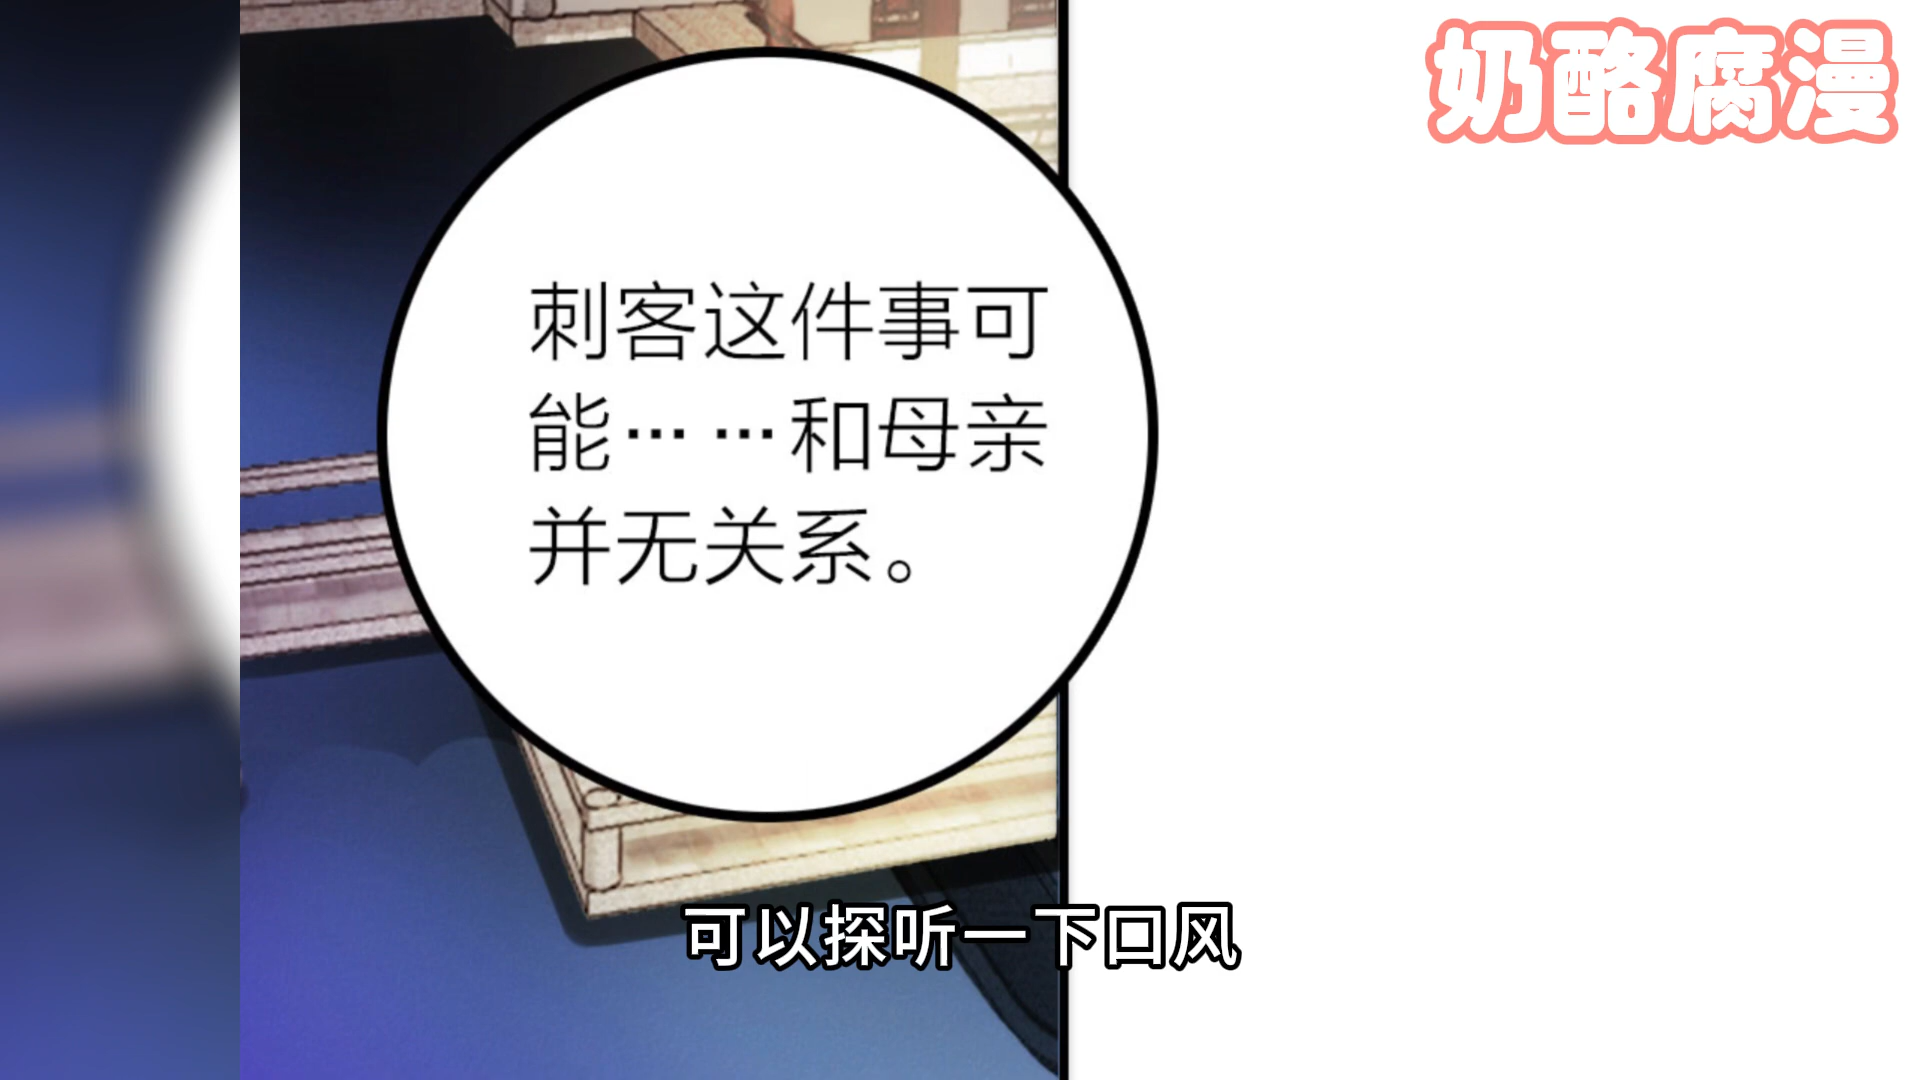 奶酪腐漫
刺客这件事可
能……和母亲
并无关系。
可以探听一下口风